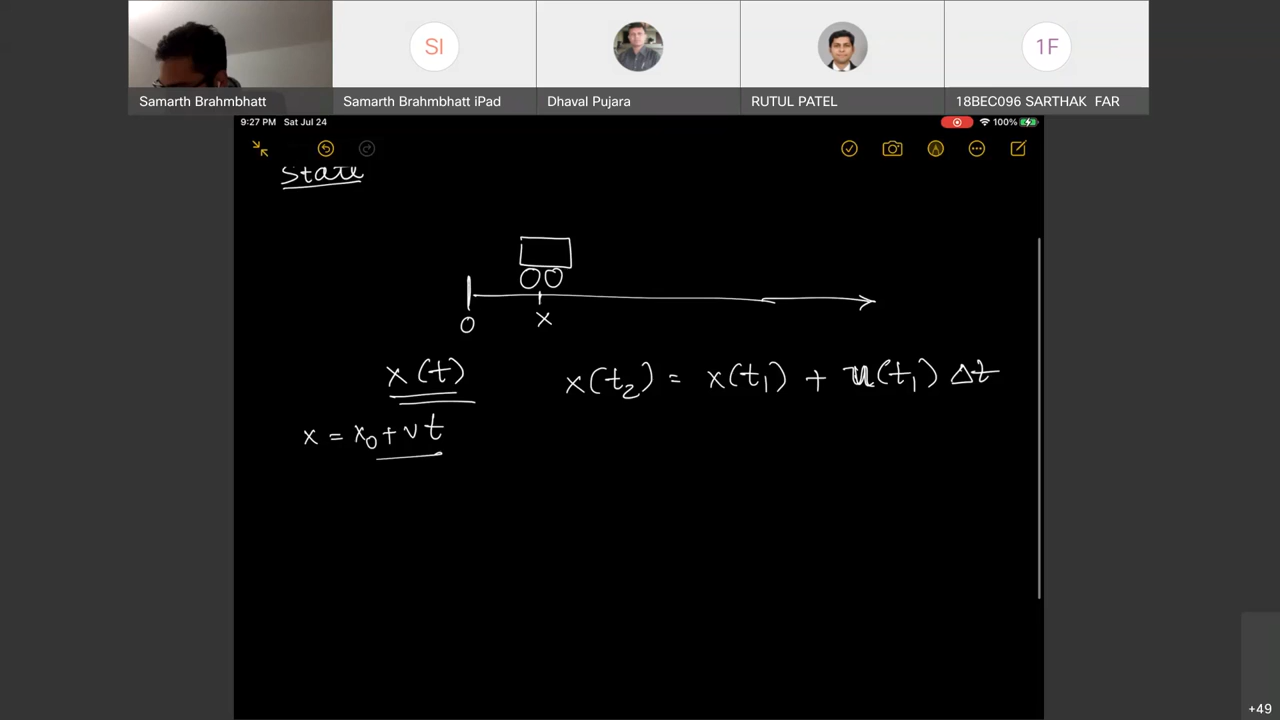 SI
1F
Samarth Brahmbhatt
Samarth Brahmbhatt iPad
Dhaval Pujara
RUTUL PATEL
18BEC096 SARTHAK FAR
9:27 PM Sat Jul 24
100%
State
0
x
x(t)
x(t₂) = x(t₁) + u(t₁) Δt
x = x₀ + vt
+49